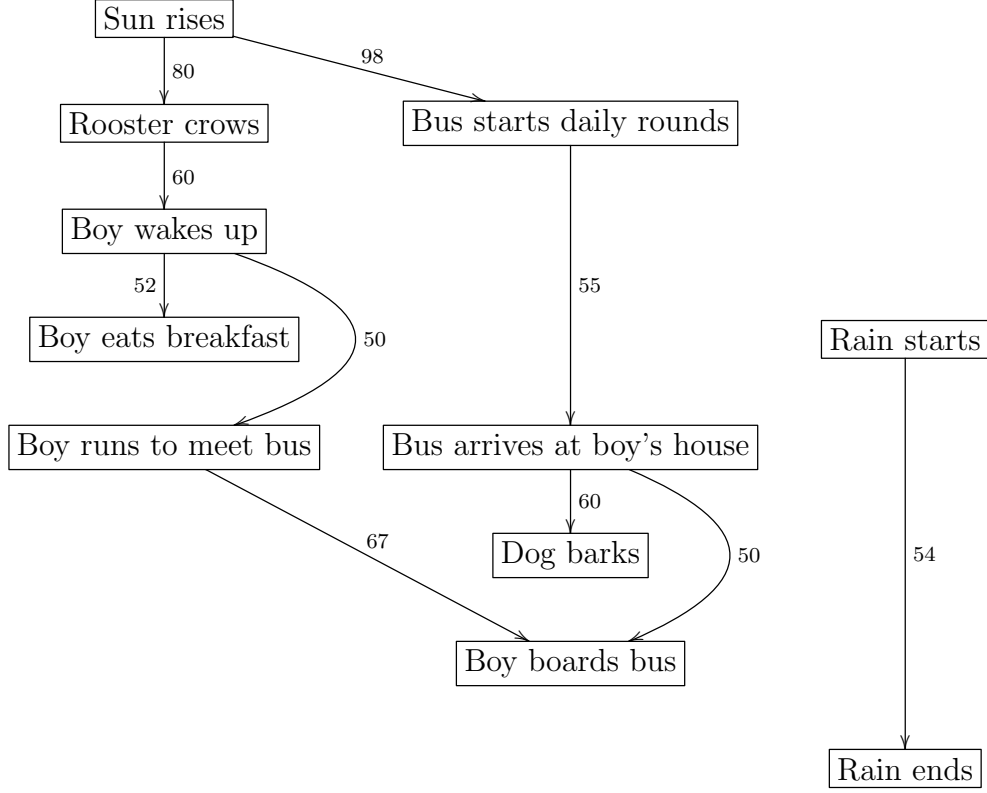 Sun rises
98
80
Rooster crows
Bus starts daily rounds
60
Boy wakes up
52
55
Boy eats breakfast
50
Rain starts
Boy runs to meet bus
Bus arrives at boy's house
60
67
Dog barks
50
54
Boy boards bus
Rain ends